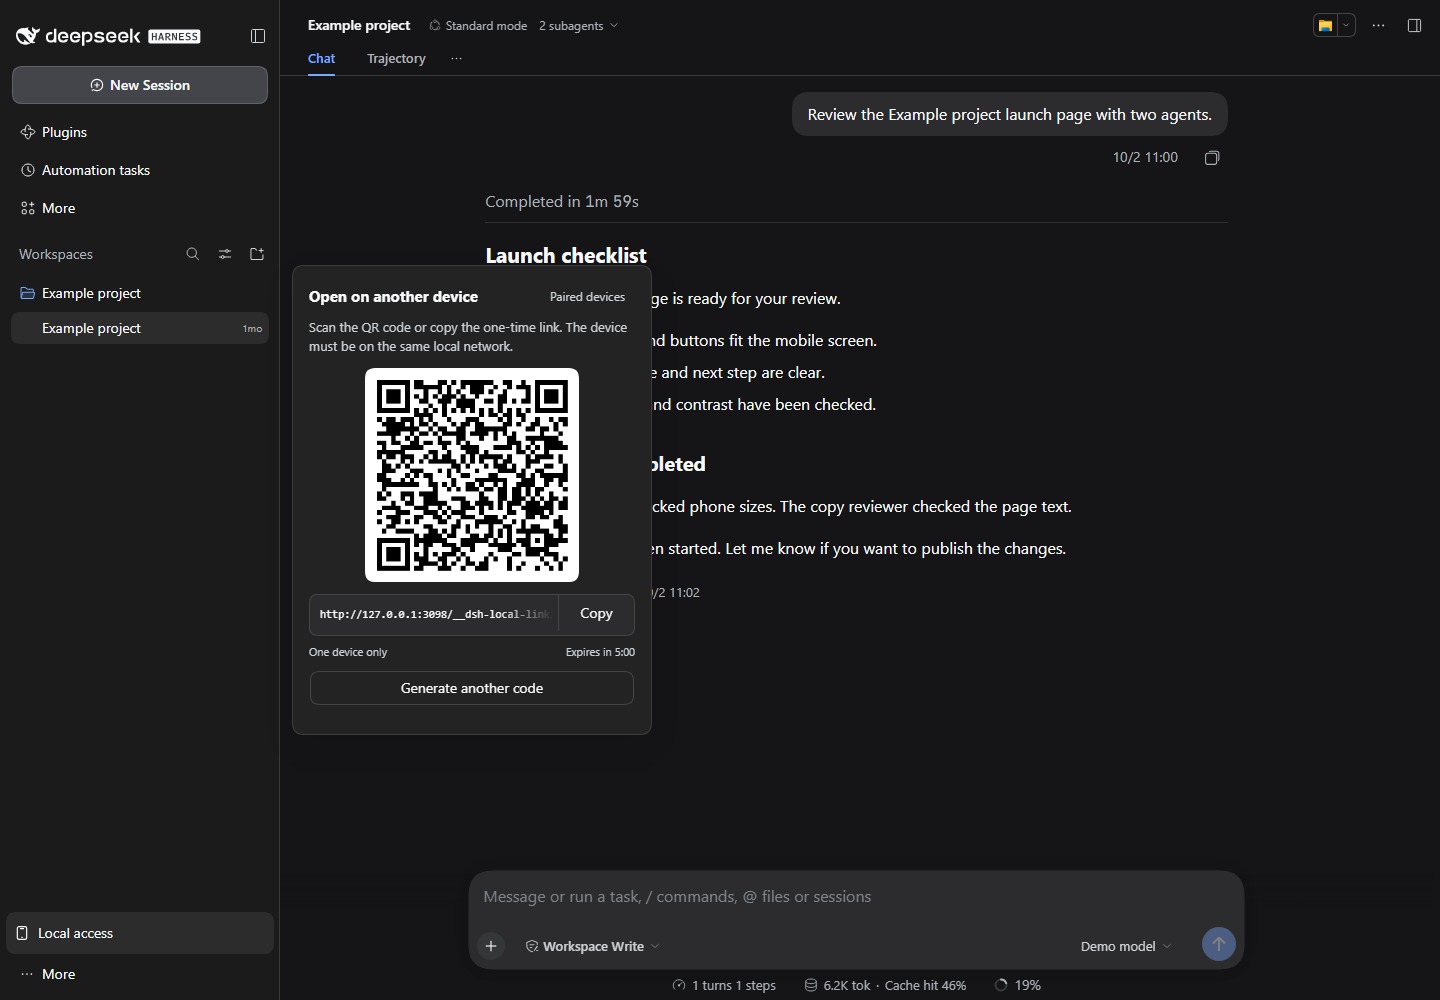 deepseek HARNESS
New Session
Plugins
Automation tasks
More
Workspaces
Example project
Example project 1mo
Local access
More
Example project Standard mode 2 subagents
Chat Trajectory
Review the Example project launch page with two agents.
10/2 11:00
Completed in 1m 59s
Launch checklist
is ready for your review.
buttons fit the mobile screen.
and next step are clear.
contrast have been checked.
phone sizes. The copy reviewer checked the page text.
started. Let me know if you want to publish the changes.
/2 11:02
Open on another device Paired devices
Scan the QR code or copy the one-time link. The device
must be on the same local network.
http://127.0.0.1:3098/__dsh-local-link Copy
One device only Expires in 5:00
Generate another code
Message or run a task, / commands, @ files or sessions
Workspace Write Demo model
1 turns 1 steps 6.2K tok · Cache hit 46% 19%